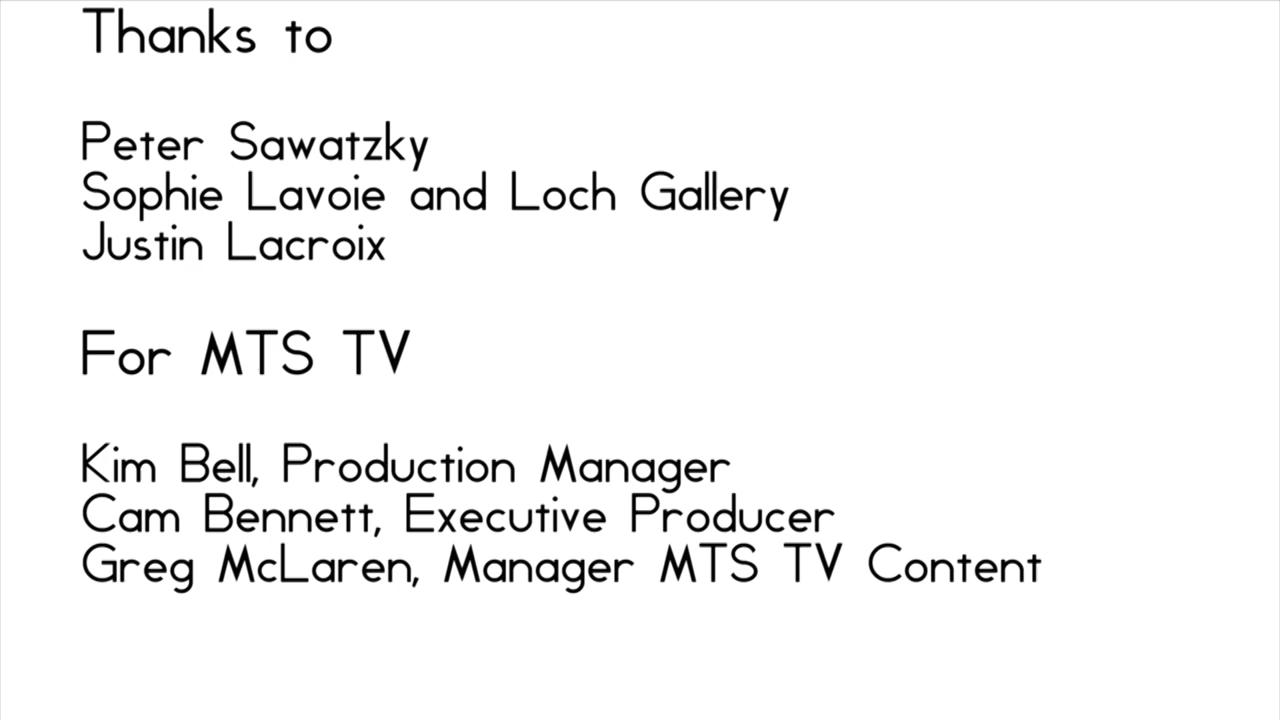 Thanks to
Peter Sawatzky
Sophie Lavoie and Loch Gallery
Justin Lacroix
For MTS TV
Kim Bell, Production Manager
Cam Bennett, Executive Producer
Greg McLaren, Manager MTS TV Content